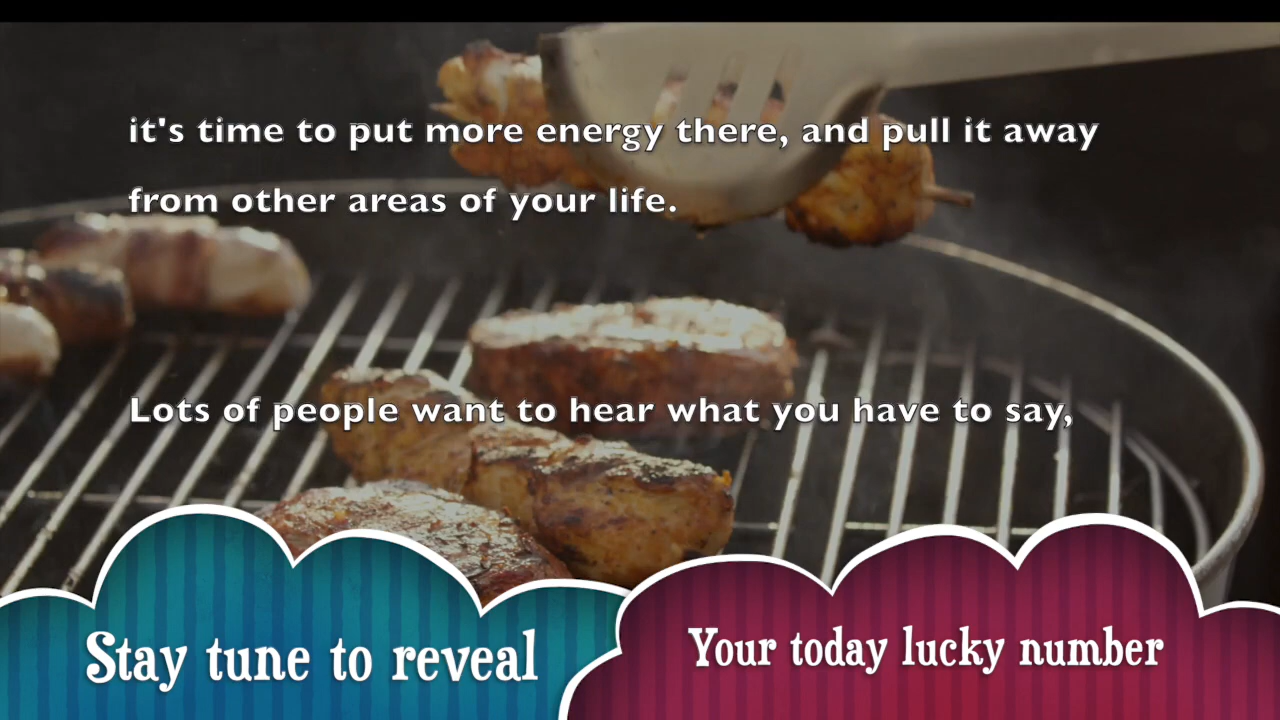 it's time to put more energy there, and pull it away
from other areas of your life.
Lots of people want to hear what you have to say,
Stay tune to reveal
Your today lucky number